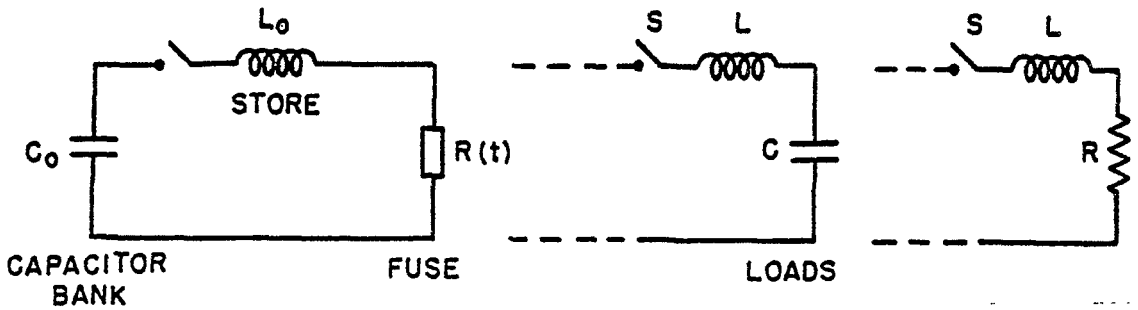 L₀
STORE
C₀
R(t)
CAPACITOR
BANK
FUSE
S
L
C
LOADS
S
L
R